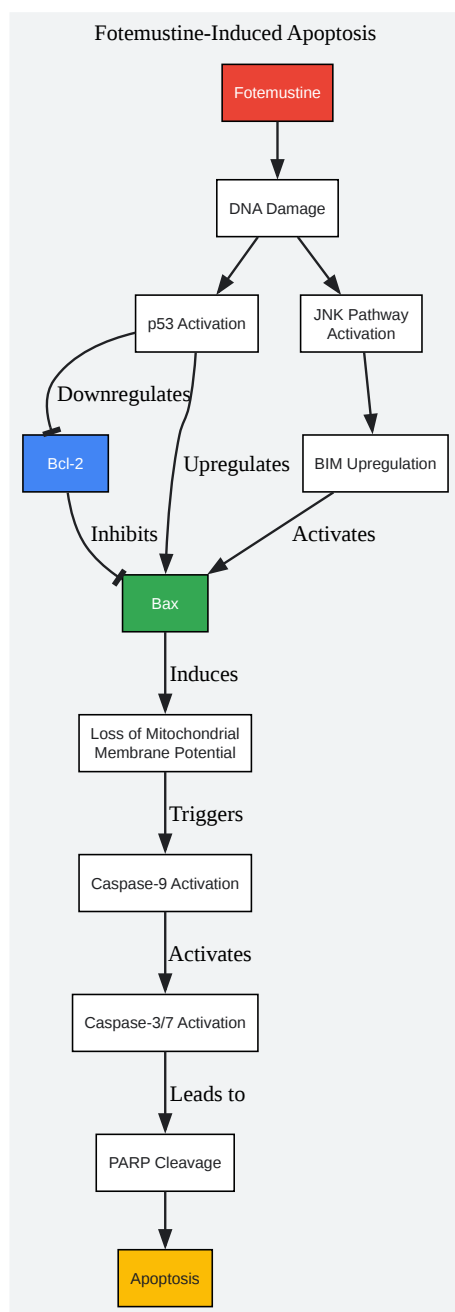 Fotemustine-Induced Apoptosis
Fotemustine
DNA Damage
p53 Activation
JNK Pathway
Activation
Downregulates
Bcl-2
Upregulates
BIM Upregulation
Inhibits
Activates
Bax
Induces
Loss of Mitochondrial
Membrane Potential
Triggers
Caspase-9 Activation
Activates
Caspase-3/7 Activation
Leads to
PARP Cleavage
Apoptosis